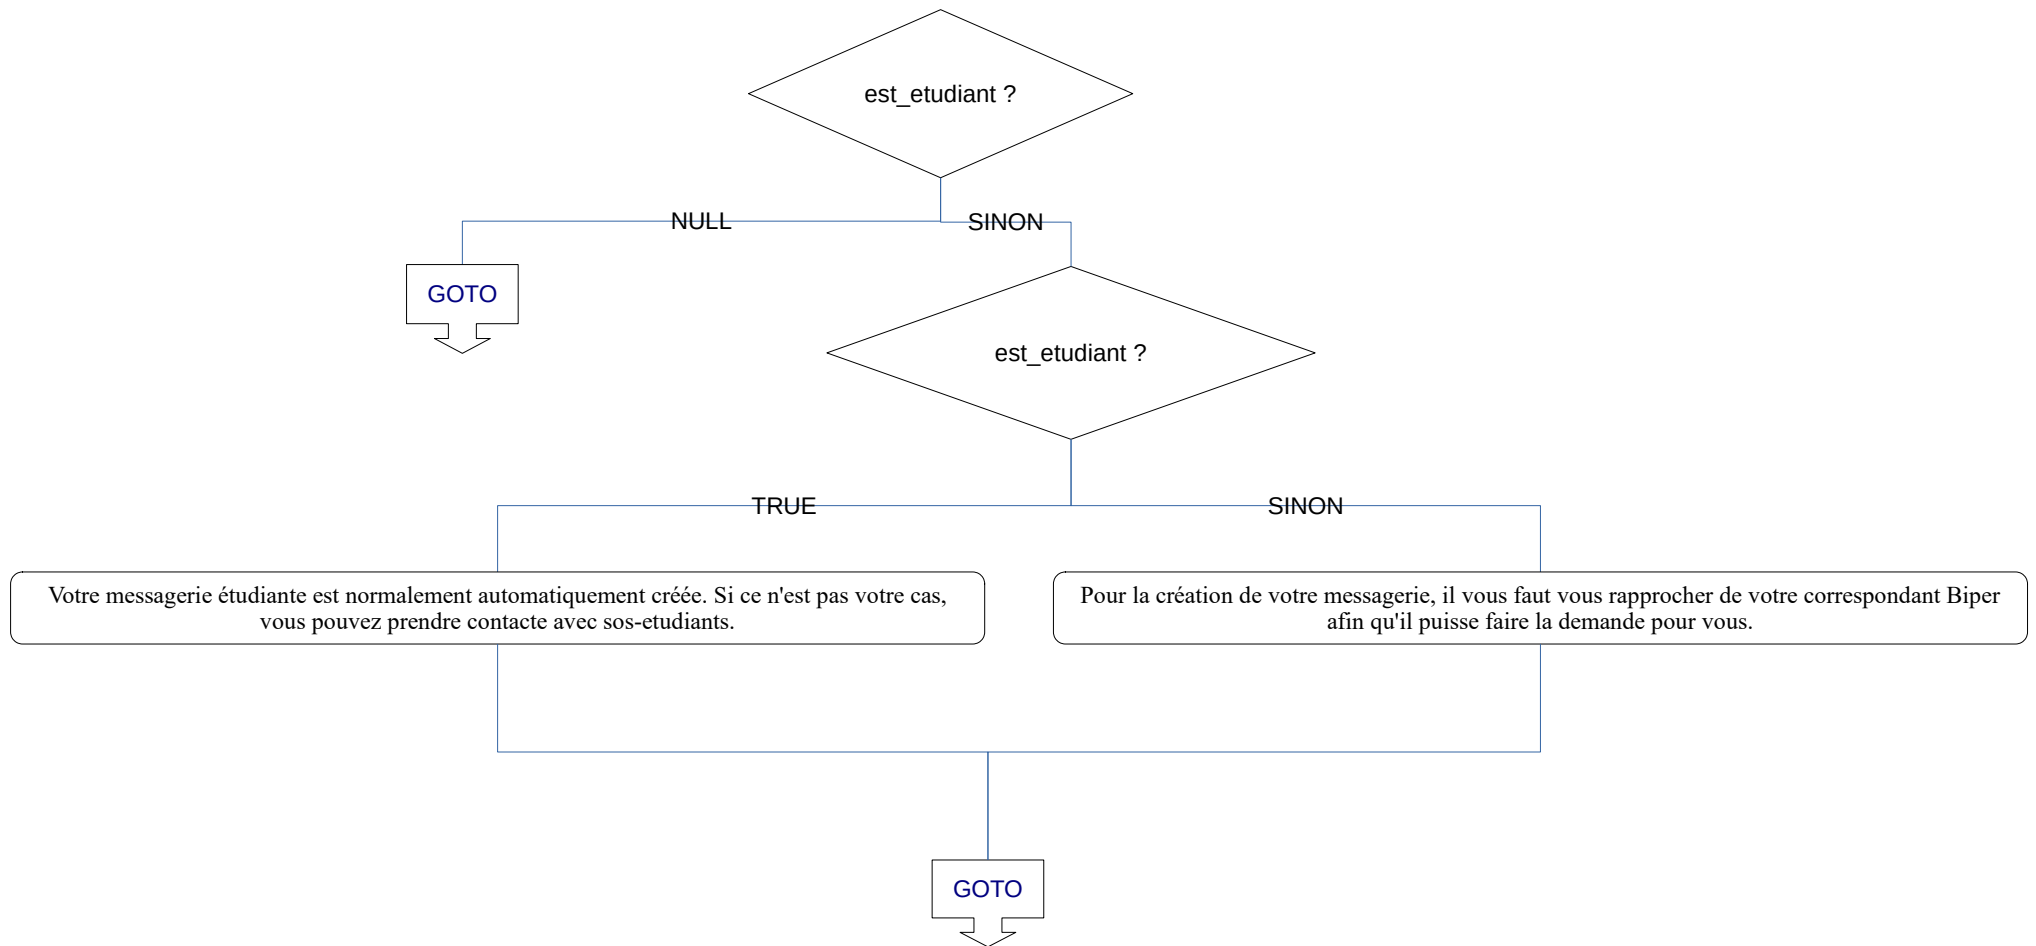 est_etudiant ?
NULL
SINON
GOTO
est_etudiant ?
TRUE
SINON
Votre messagerie étudiante est normalement automatiquement créée. Si ce n'est pas votre cas,
vous pouvez prendre contacte avec sos-etudiants.
Pour la création de votre messagerie, il vous faut vous rapprocher de votre correspondant Biper
afin qu'il puisse faire la demande pour vous.
GOTO